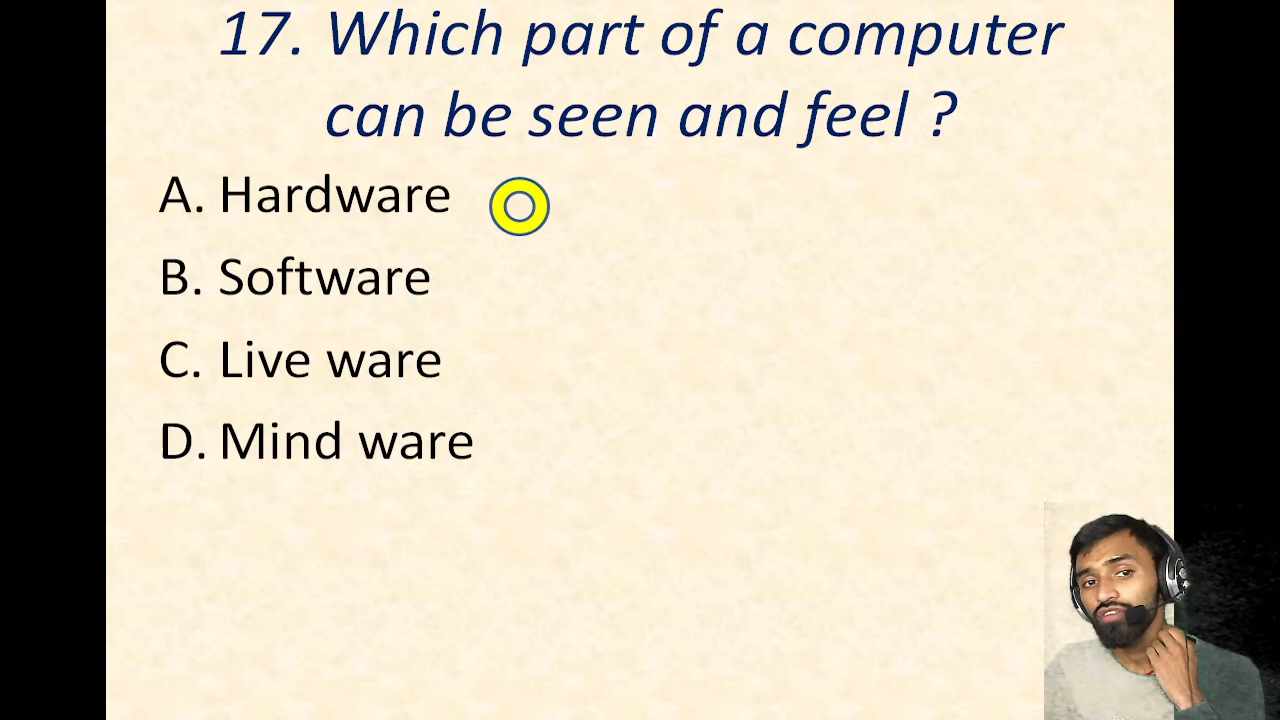 17. Which part of a computer
can be seen and feel ?
A. Hardware
B. Software
C. Live ware
D. Mind ware